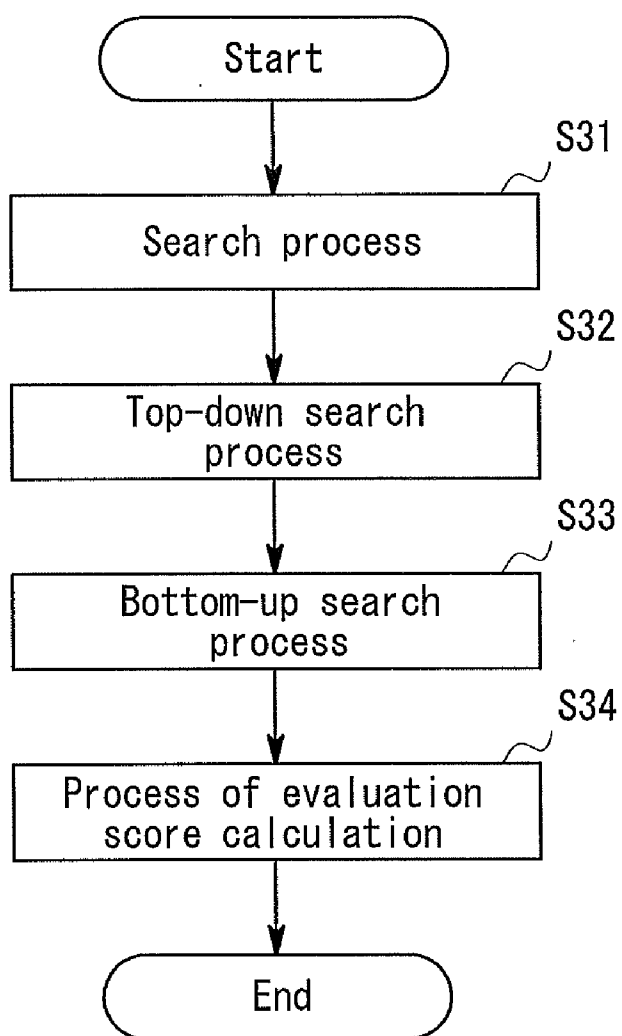 Start
S31
Search process
S32
Top-down search
process
S33
Bottom-up search
process
S34
Process of evaluation
score calculation
End